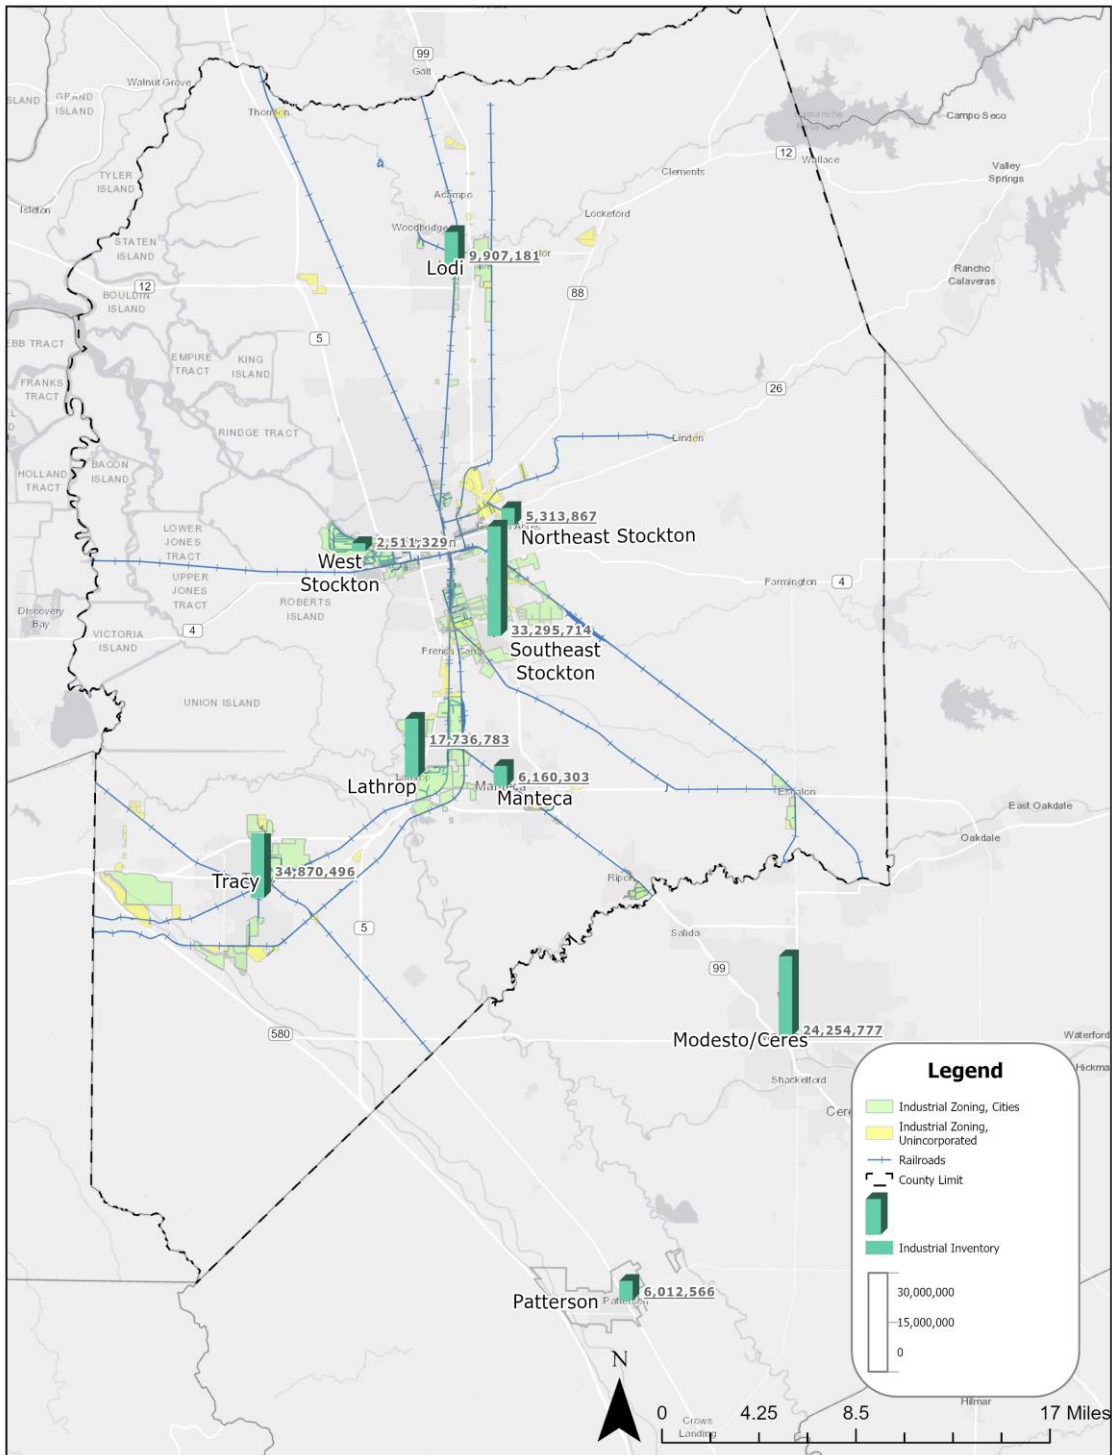 99
Galt
Walnut Grove
GRAND
ISLAND
Thornton
Campo Seco
12
Wallace
Valley
Springs
Clements
TYLER
ISLAND
Isleton
Acampo
Woodbridge
Lockeford
STATEN
ISLAND
9,907,181
Lodi
Rancho
Calaveras
12
BOULDIN
ISLAND
88
5
EMPIRE
TRACT
KING
ISLAND
FRANKS
TRACT
26
RINDGE TRACT
Linden
BACON
ISLAND
HOLLAND
TRACT
5,313,867
Northeast Stockton
LOWER
JONES
TRACT
2,511,329
West
Stockton
UPPER
JONES
TRACT
Farmington
4
ROBERTS
ISLAND
Discovery
Bay
4
VICTORIA
ISLAND
33,295,714
Southeast
Stockton
French Camp
UNION ISLAND
17,736,783
Lathrop
Lathrop
6,160,303
Manteca
Manteca
Escalon
East Oakdale
Oakdale
34,870,496
Tracy
Ripon
5
Salida
99
580
24,254,777
Modesto/Ceres
Waterford
Hickma
Shackelford
Cere
Legend
Industrial Zoning, Cities
Industrial Zoning,
Unincorporated
Railroads
County Limit
Industrial Inventory
30,000,000
15,000,000
0
6,012,566
Patterson
Patterson
N
Hilmar
0 4.25 8.5 17 Miles
Crows
Landing